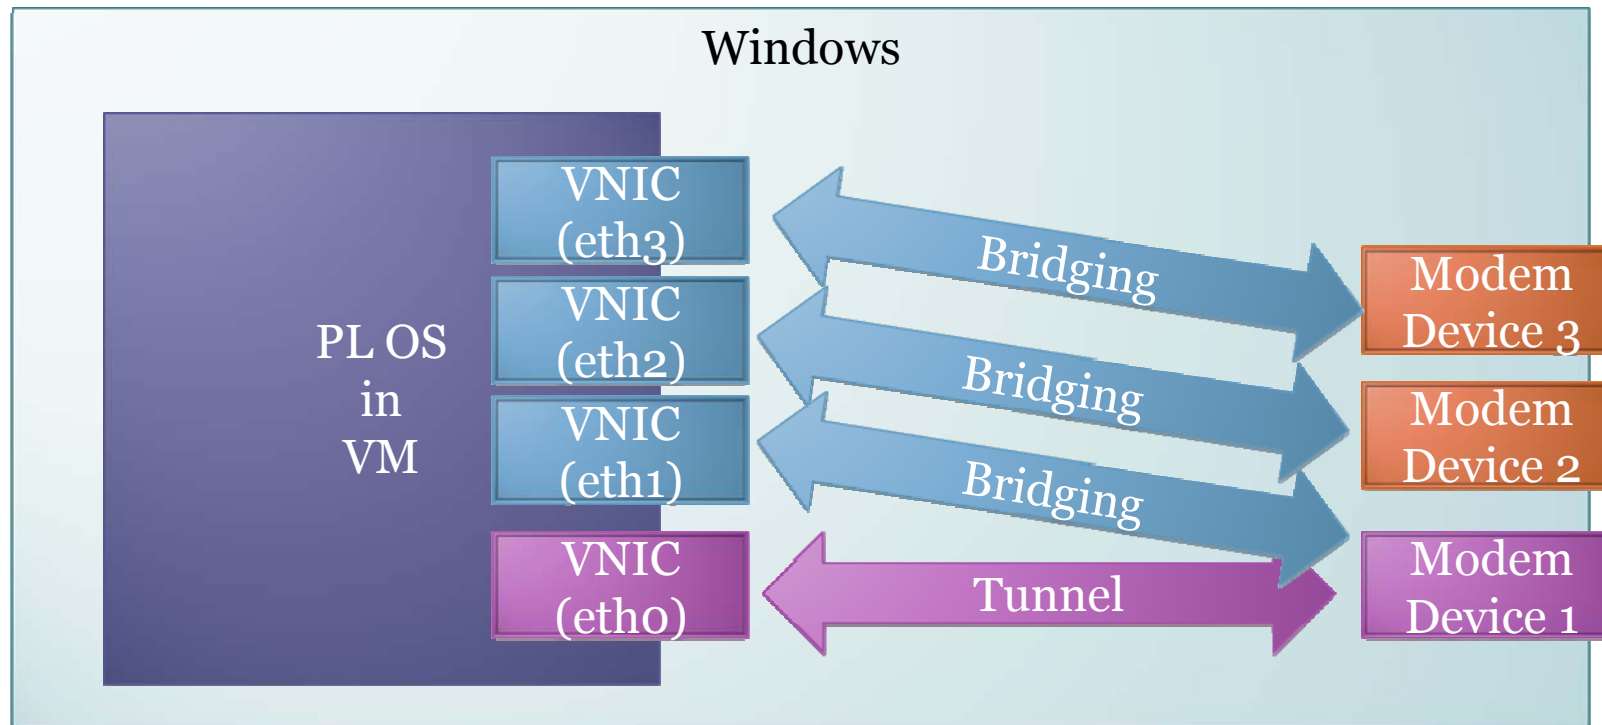 Windows
PL OS
in
VM
VNIC
(eth3)
VNIC
(eth2)
VNIC
(eth1)
VNIC
(eth0)
Bridging
Bridging
Bridging
Tunnel
Modem
Device 3
Modem
Device 2
Modem
Device 1